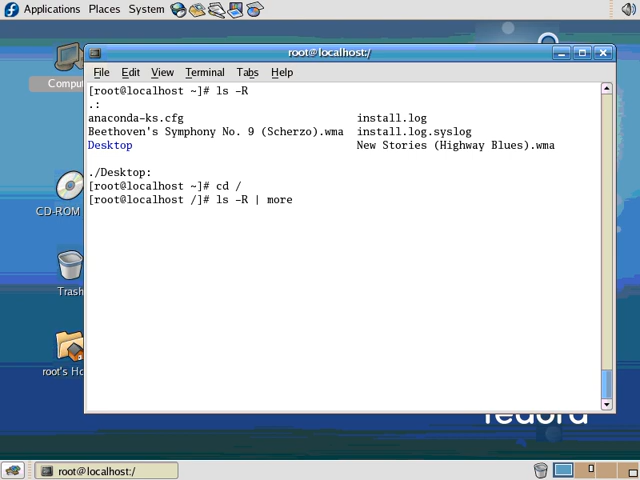 Applications Places System
root@localhost:/
File Edit View Terminal Tabs Help
[root@localhost ~]# ls -R
.:
anaconda-ks.cfg install.log
Beethoven's Symphony No. 9 (Scherzo).wma install.log.syslog
Desktop New Stories (Highway Blues).wma
./Desktop:
[root@localhost ~]# cd /
[root@localhost /]# ls -R | more
Comput
CD-ROM
Trash
root's Ho
fedora
root@localhost:/